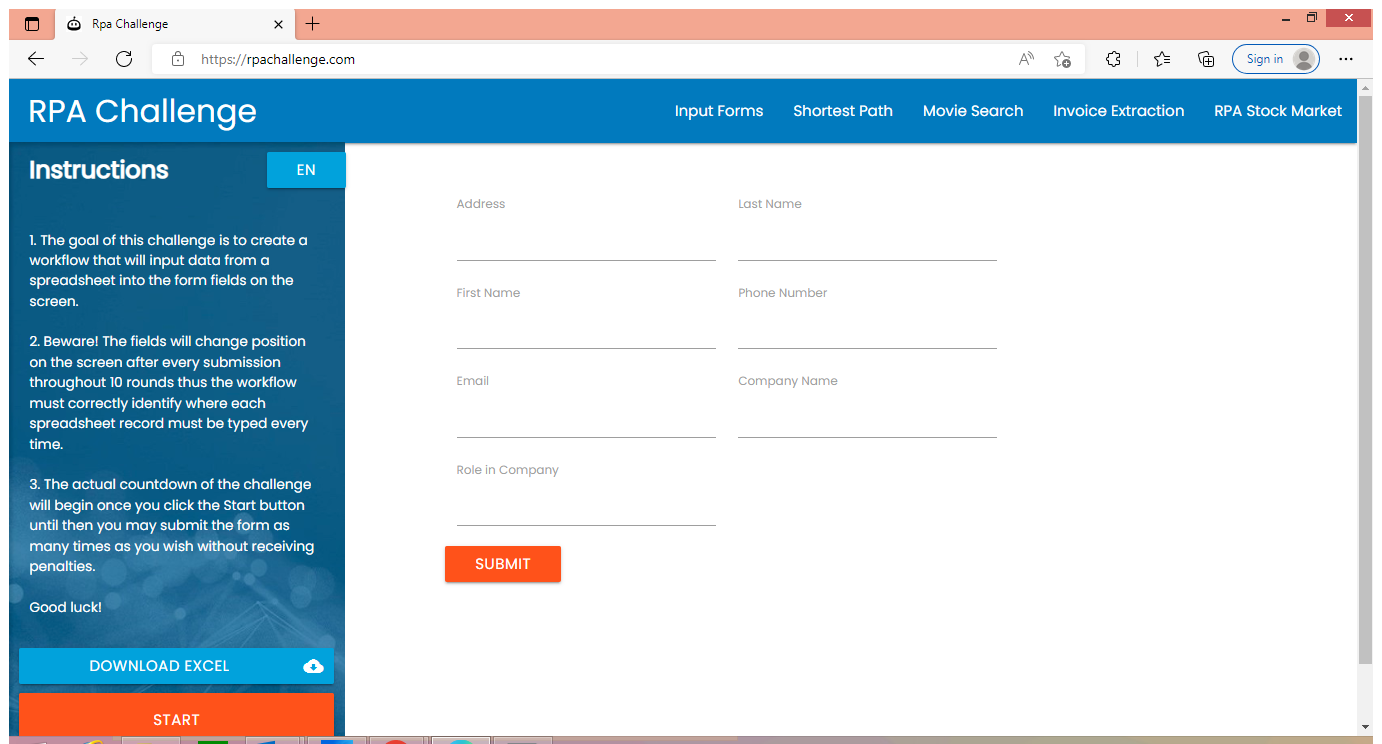 Rpa Challenge
https://rpachallenge.com
Sign in
RPA Challenge
Input Forms
Shortest Path
Movie Search
Invoice Extraction
RPA Stock Market
Instructions
EN
1. The goal of this challenge is to create a
workflow that will input data from a
spreadsheet into the form fields on the
screen.
2. Beware! The fields will change position
on the screen after every submission
throughout 10 rounds thus the workflow
must correctly identify where each
spreadsheet record must be typed every
time.
3. The actual countdown of the challenge
will begin once you click the Start button
until then you may submit the form as
many times as you wish without receiving
penalties.
Good luck!
DOWNLOAD EXCEL
START
Address
Last Name
First Name
Phone Number
Email
Company Name
Role in Company
SUBMIT